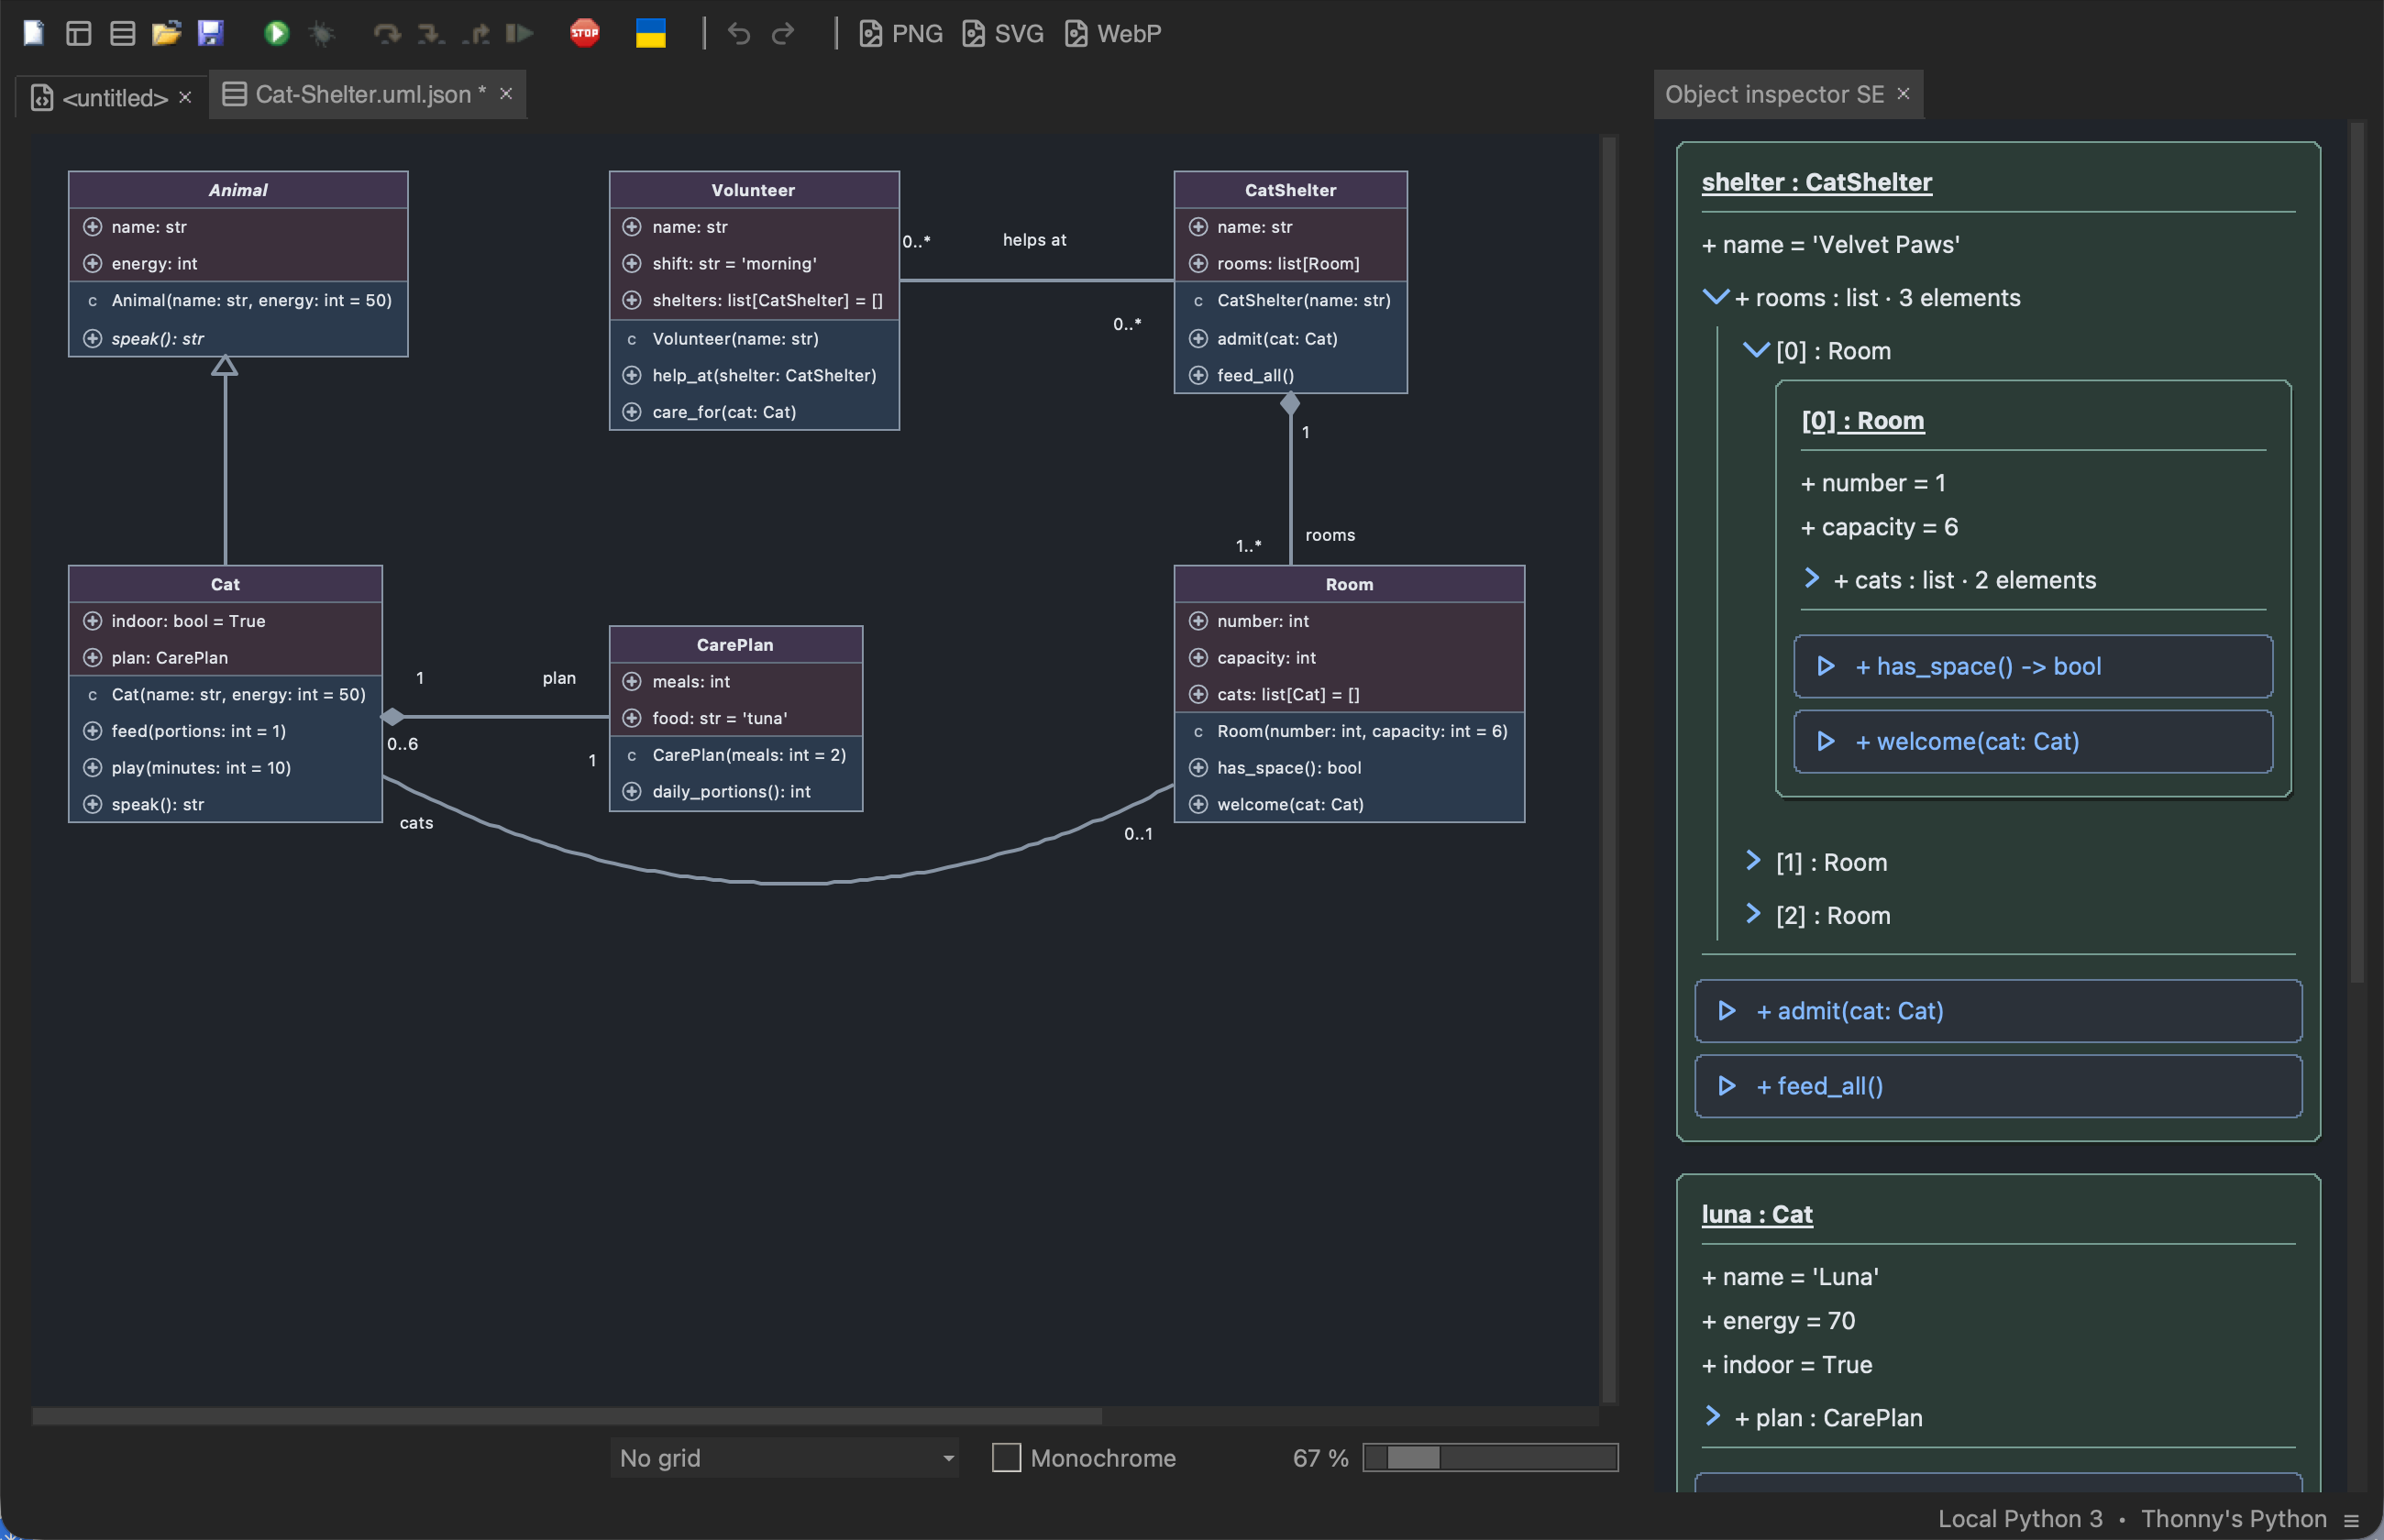 STOP
PNG
SVG
WebP
<untitled>
Cat-Shelter.uml.json *
Object inspector SE
Animal
name: str
energy: int
c Animal(name: str, energy: int = 50)
speak(): str
Volunteer
name: str
shift: str = 'morning'
shelters: list[CatShelter] = []
c Volunteer(name: str)
help_at(shelter: CatShelter)
care_for(cat: Cat)
0..*
helps at
0..*
CatShelter
name: str
rooms: list[Room]
c CatShelter(name: str)
admit(cat: Cat)
feed_all()
1
rooms
1..*
Cat
indoor: bool = True
plan: CarePlan
c Cat(name: str, energy: int = 50)
feed(portions: int = 1)
play(minutes: int = 10)
speak(): str
1
plan
0..6
1
cats
CarePlan
meals: int
food: str = 'tuna'
c CarePlan(meals: int = 2)
daily_portions(): int
Room
number: int
capacity: int
cats: list[Cat] = []
c Room(number: int, capacity: int = 6)
has_space(): bool
welcome(cat: Cat)
0..1
shelter : CatShelter
+ name = 'Velvet Paws'
+ rooms : list · 3 elements
[0] : Room
[0] : Room
+ number = 1
+ capacity = 6
+ cats : list · 2 elements
+ has_space() -> bool
+ welcome(cat: Cat)
[1] : Room
[2] : Room
+ admit(cat: Cat)
+ feed_all()
luna : Cat
+ name = 'Luna'
+ energy = 70
+ indoor = True
+ plan : CarePlan
No grid
Monochrome
67 %
Local Python 3 • Thonny's Python